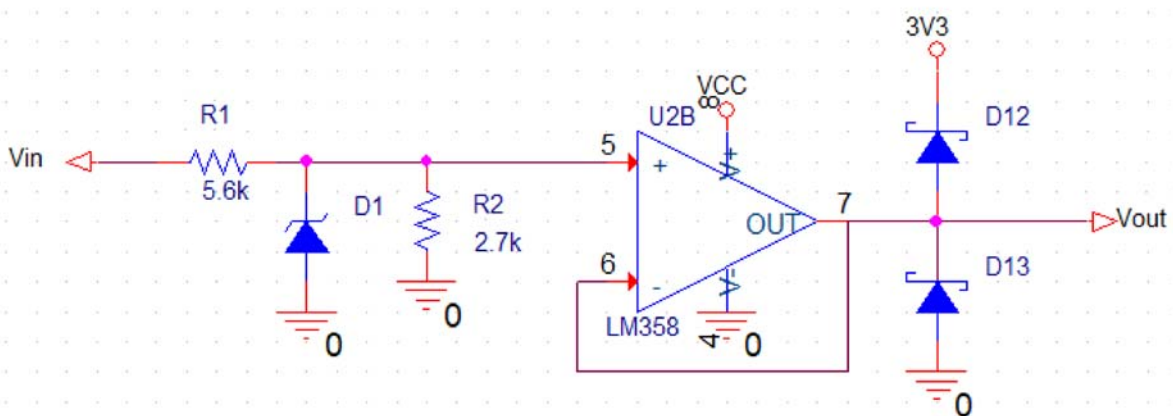 3V3
VCC
8
U2B
D12
R1
Vin
5
+
V+
5.6k
D1
R2
2.7k
7
OUT
Vout
6
-
V-
D13
LM358
4
0
0
0
0